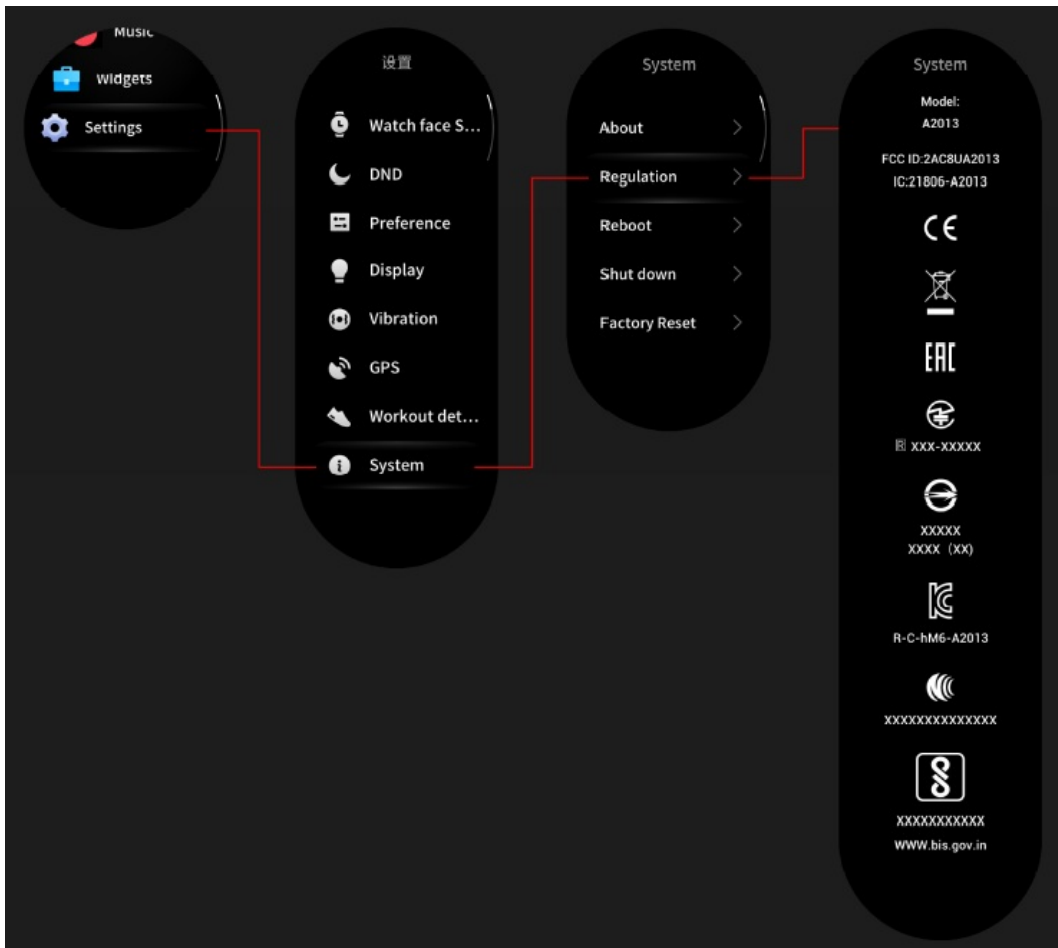 Music
Widgets
Settings
设置
Watch face S...
DND
Preference
Display
Vibration
GPS
Workout det...
System
System
About
Regulation
Reboot
Shut down
Factory Reset
System
Model:
A2013
FCC ID:2AC8UA2013
IC:21806-A2013
CE
EAC
R XXX-XXXXX
XXXXX
XXXX（XX)
R-C-hM6-A2013
XXXXXXXXXXXXXX
XXXXXXXXXXX
WWW.bis.gov.in